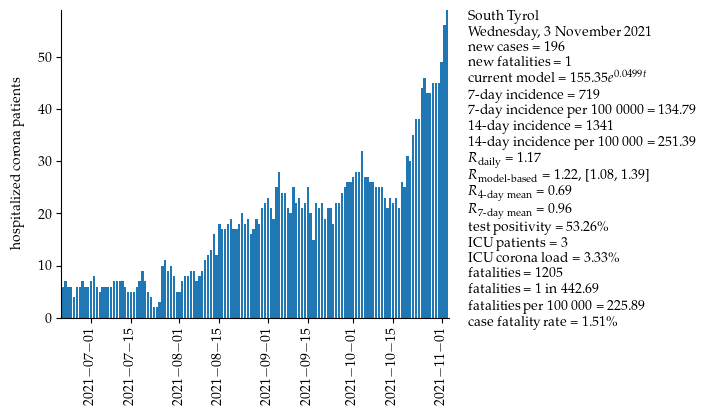 hospitalized corona patients
50
40
30
20
10
0
2021−07−01
2021−07−15
2021−08−01
2021−08−15
2021−09−01
2021−09−15
2021−10−01
2021−10−15
2021−11−01
South Tyrol
Wednesday, 3 November 2021
new cases = 196
new fatalities = 1
current model = 155.35e^0.0499t
7-day incidence = 719
7-day incidence per 100 0000 = 134.79
14-day incidence = 1341
14-day incidence per 100 000 = 251.39
R_daily = 1.17
R_model-based = 1.22, [1.08, 1.39]
R_4-day mean = 0.69
R_7-day mean = 0.96
test positivity = 53.26%
ICU patients = 3
ICU corona load = 3.33%
fatalities = 1205
fatalities = 1 in 442.69
fatalities per 100 000 = 225.89
case fatality rate = 1.51%